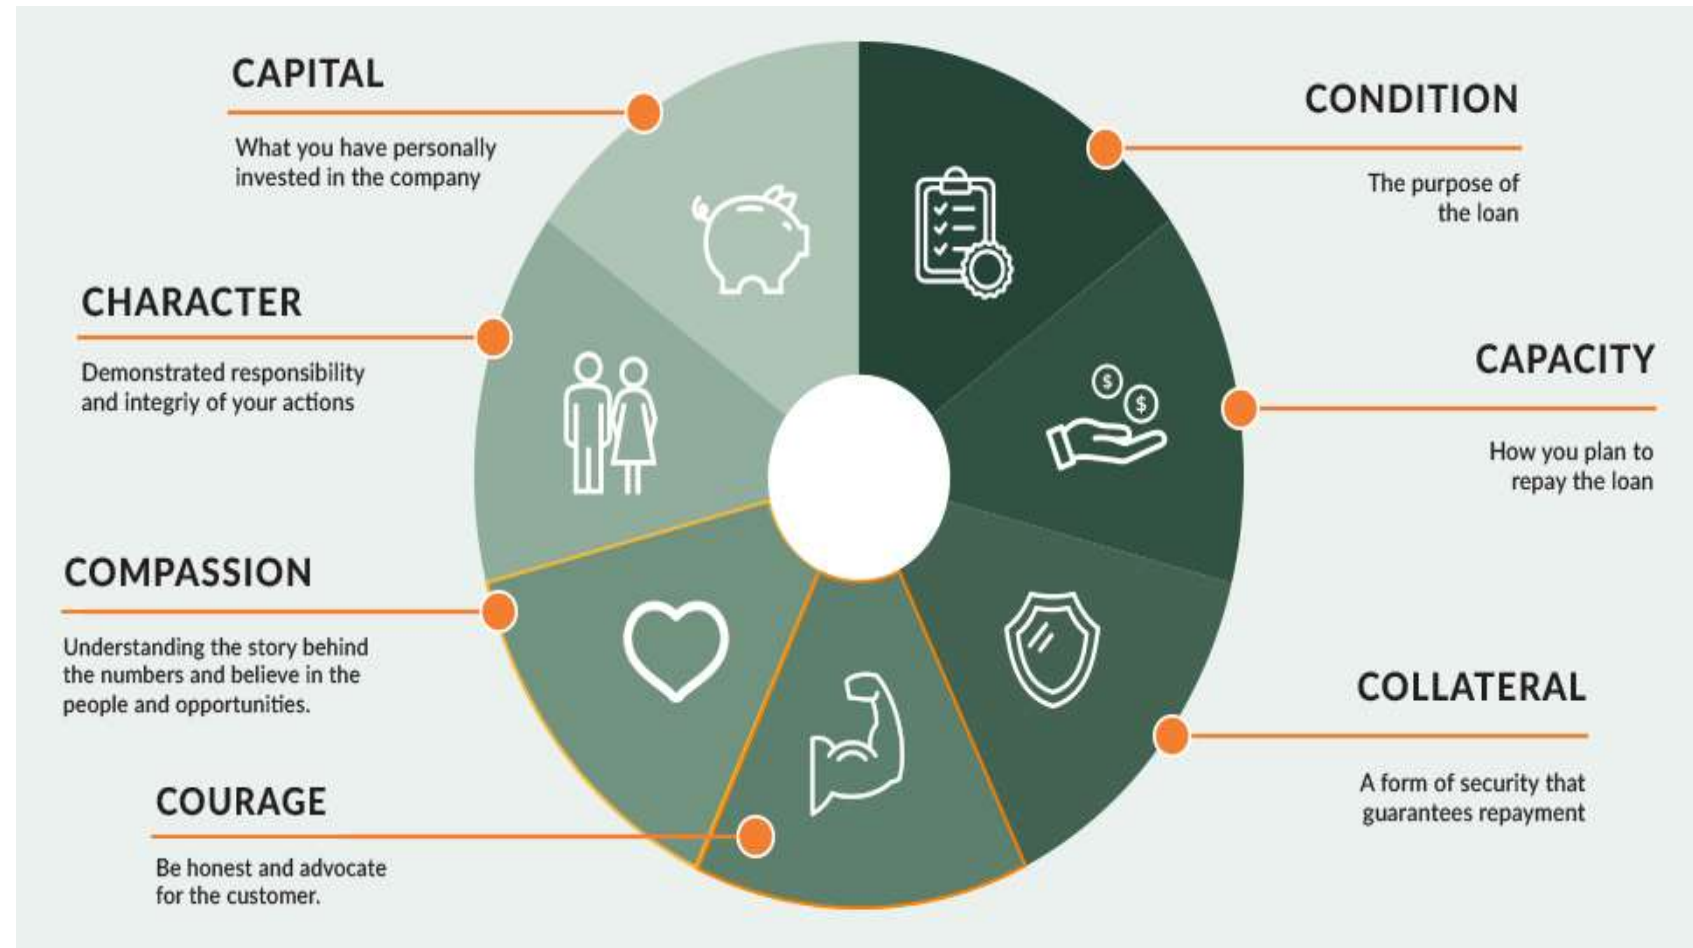 CAPITAL
What you have personally
invested in the company
CONDITION
The purpose of
the loan
CHARACTER
Demonstrated responsibility
and integriy of your actions
CAPACITY
$
$
How you plan to
repay the loan
COMPASSION
Understanding the story behind
the numbers and believe in the
people and opportunities.
COLLATERAL
A form of security that
guarantees repayment
COURAGE
Be honest and advocate
for the customer.